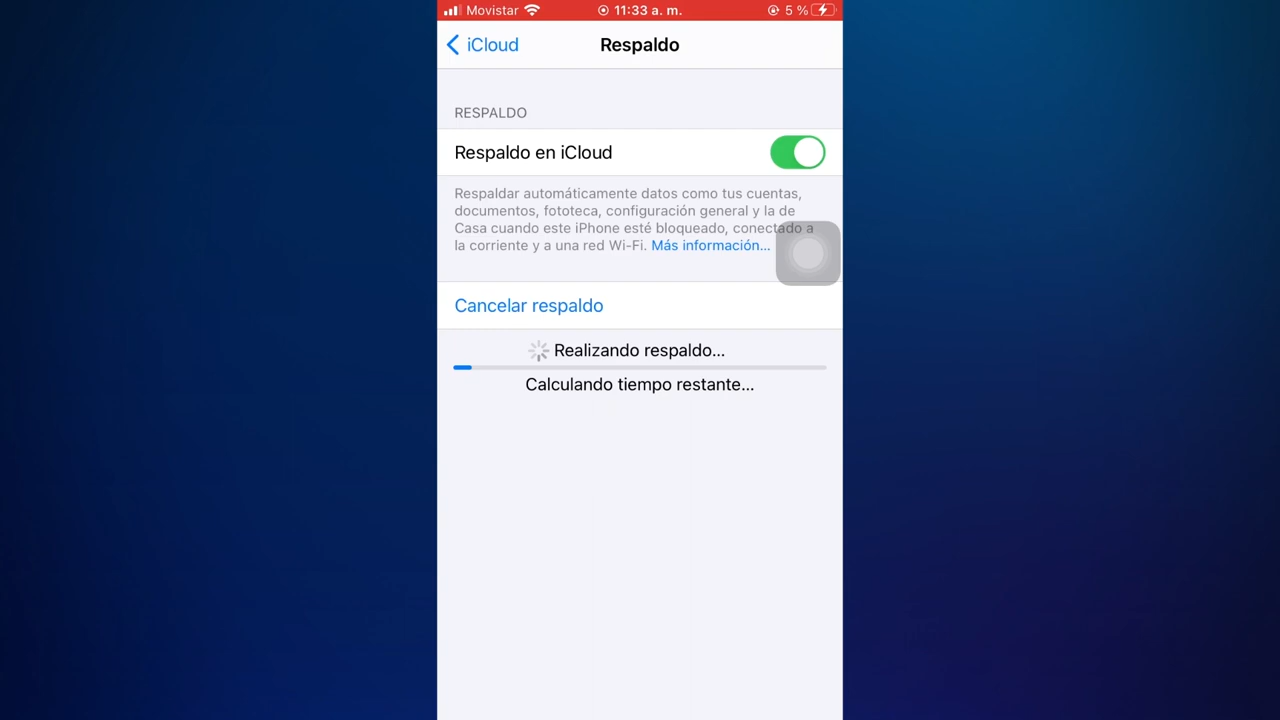 Movistar 11:33 a. m. 5 %
iCloud Respaldo
RESPALDO
Respaldo en iCloud
Respaldar automáticamente datos como tus cuentas,
documentos, fototeca, configuración general y la de
Casa cuando este iPhone esté bloqueado, conectado a
la corriente y a una red Wi-Fi. Más información...
Cancelar respaldo
Realizando respaldo...
Calculando tiempo restante...